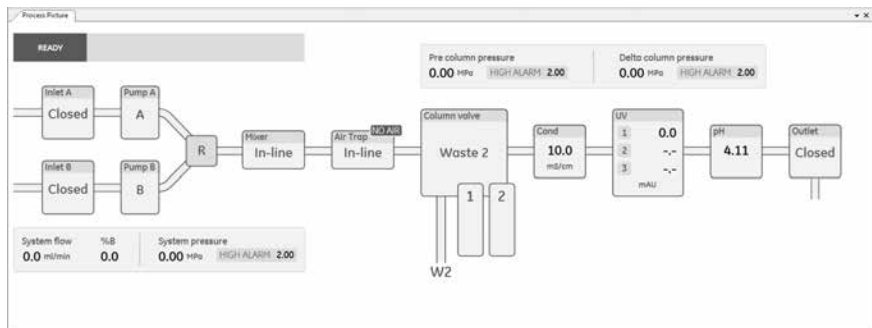 Process Picture
READY
Pre column pressure
0.00 MPa HIGH ALARM 2.00
Delta column pressure
0.00 MPa HIGH ALARM 2.00
Inlet A
Closed
Pump A
A
Inlet B
Closed
Pump B
B
R
Mixer
In-line
Air Trap
NO AIR
In-line
Column valve
Waste 2
1
2
W2
Cond
10.0
mS/cm
UV
1 0.0
2 -.-
3 -.-
mAU
pH
4.11
Outlet
Closed
System flow
0.0 ml/min
%B
0.0
System pressure
0.00 MPa HIGH ALARM 2.00